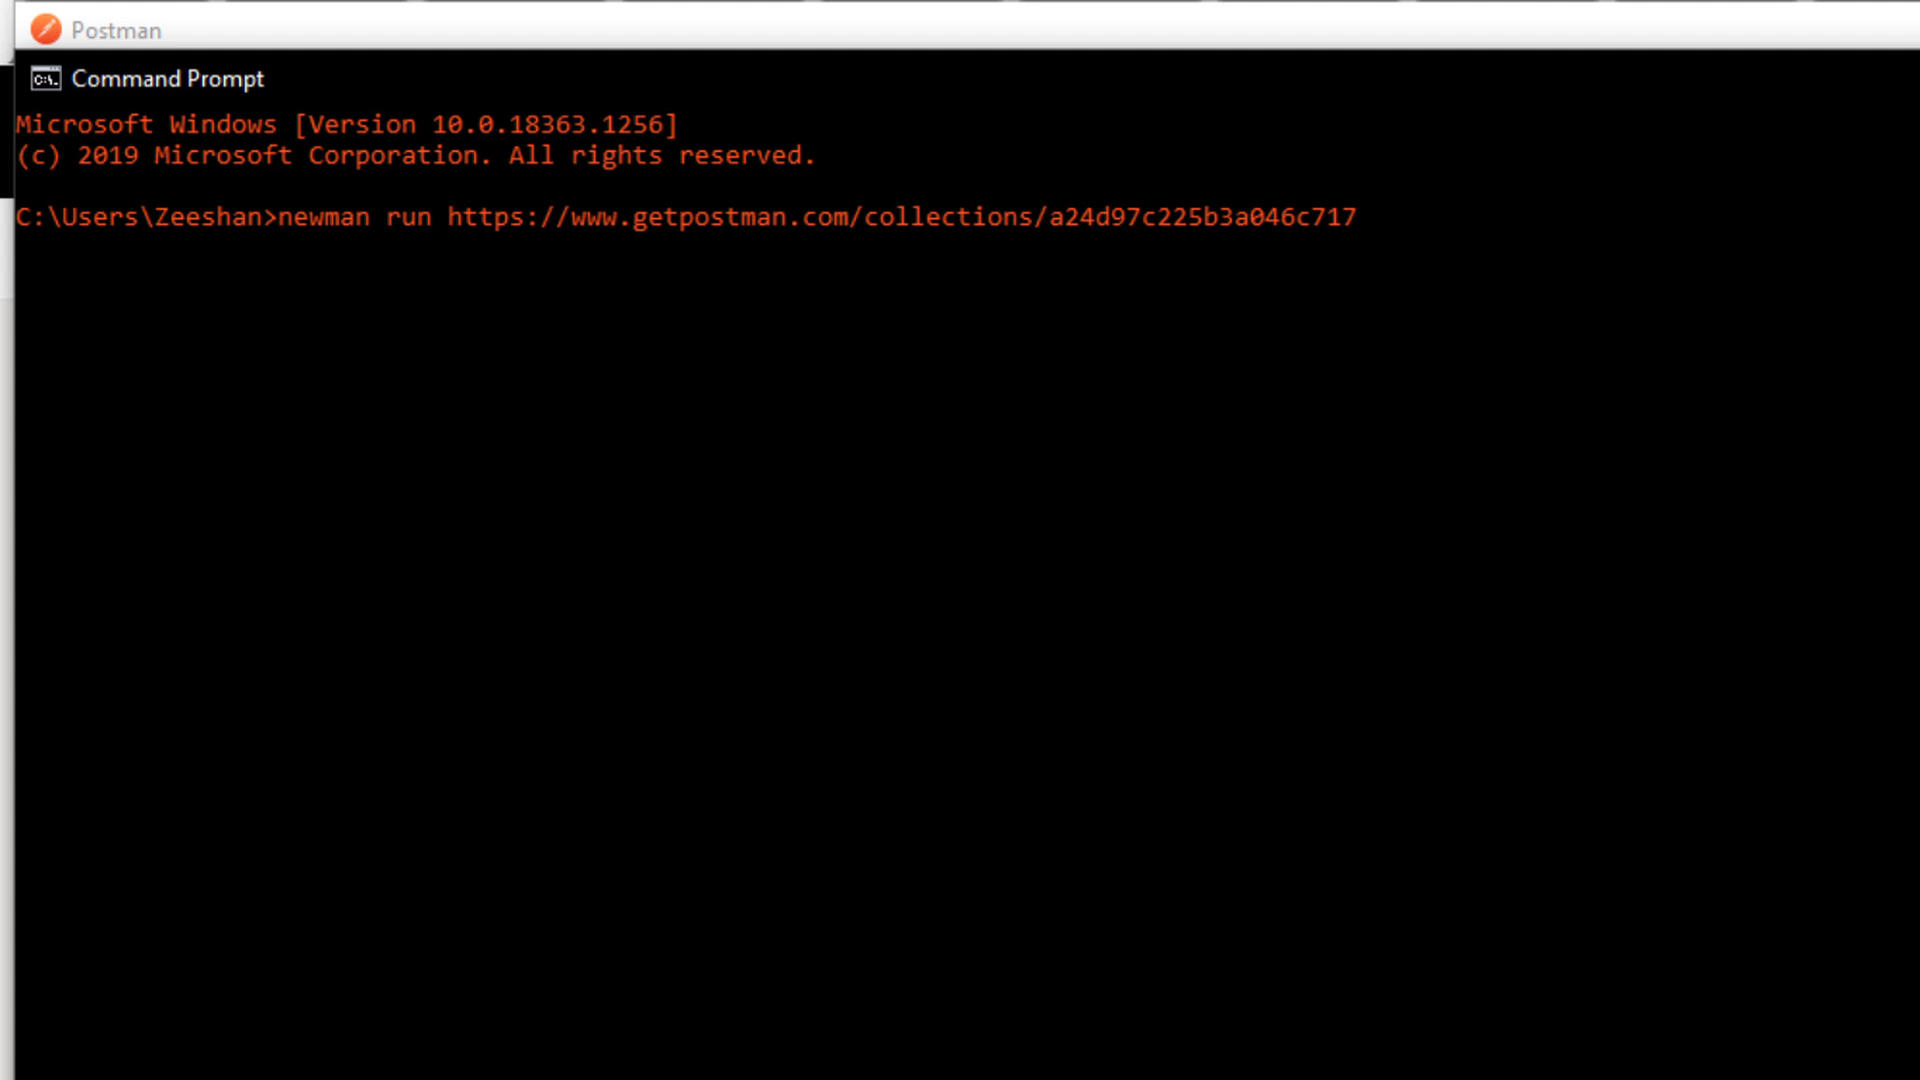 Postman
Command Prompt
Microsoft Windows [Version 10.0.18363.1256]
(c) 2019 Microsoft Corporation. All rights reserved.
C:\Users\Zeeshan>newman run https://www.getpostman.com/collections/a24d97c225b3a046c717